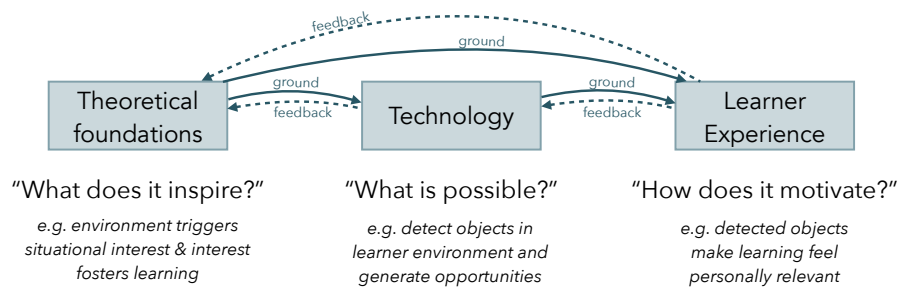 feedback
ground
ground
ground
Theoretical
foundations
feedback
Technology
feedback
Learner
Experience
“What does it inspire?”
“What is possible?”
“How does it motivate?”
e.g. environment triggers
situational interest & interest
fosters learning
e.g. detect objects in
learner environment and
generate opportunities
e.g. detected objects
make learning feel
personally relevant